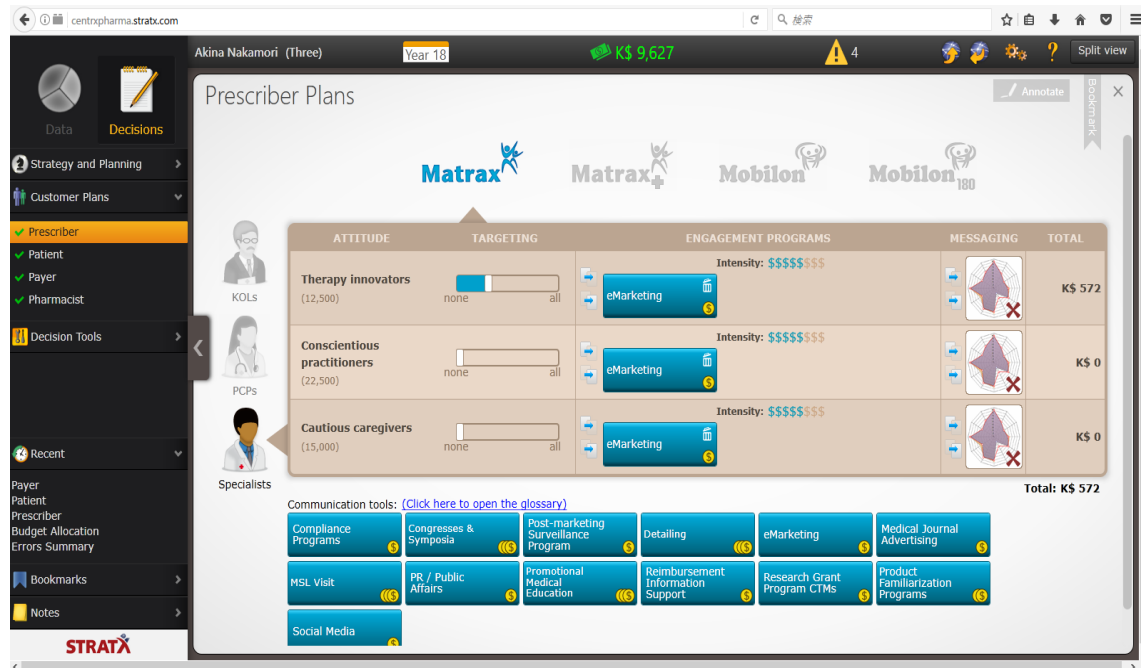 centrxpharma.stratx.com
検索
Akina Nakamori (Three)
Year 18
K$ 9,627
4
?
Split view
Data
Decisions
Strategy and Planning
Customer Plans
Prescriber
Patient
Payer
Pharmacist
Decision Tools
Recent
Payer
Patient
Prescriber
Budget Allocation
Errors Summary
Bookmarks
Notes
STRATX
Prescriber Plans
Annotate
Bookmark
Matrax
Matrax+
Mobilon
Mobilon 180
KOLs
PCPs
Specialists
ATTITUDE TARGETING ENGAGEMENT PROGRAMS MESSAGING TOTAL
Therapy innovators
(12,500)
none all
Intensity: $$$$$$$$
eMarketing
$
K$ 572
Conscientious
practitioners
(22,500)
none all
Intensity: $$$$$$$$
eMarketing
$
K$ 0
Cautious caregivers
(15,000)
none all
Intensity: $$$$$$$$
eMarketing
$
K$ 0
Total: K$ 572
Communication tools: (Click here to open the glossary)
Compliance
Programs
$
Congresses &
Symposia
$
Post-marketing
Surveillance
Program
$
Detailing
$
eMarketing
$
Medical Journal
Advertising
$
MSL Visit
$
PR / Public
Affairs
$
Promotional
Medical
Education
$
Reimbursement
Information
Support
$
Research Grant
Program CTMs
$
Product
Familiarization
Programs
$
Social Media
$